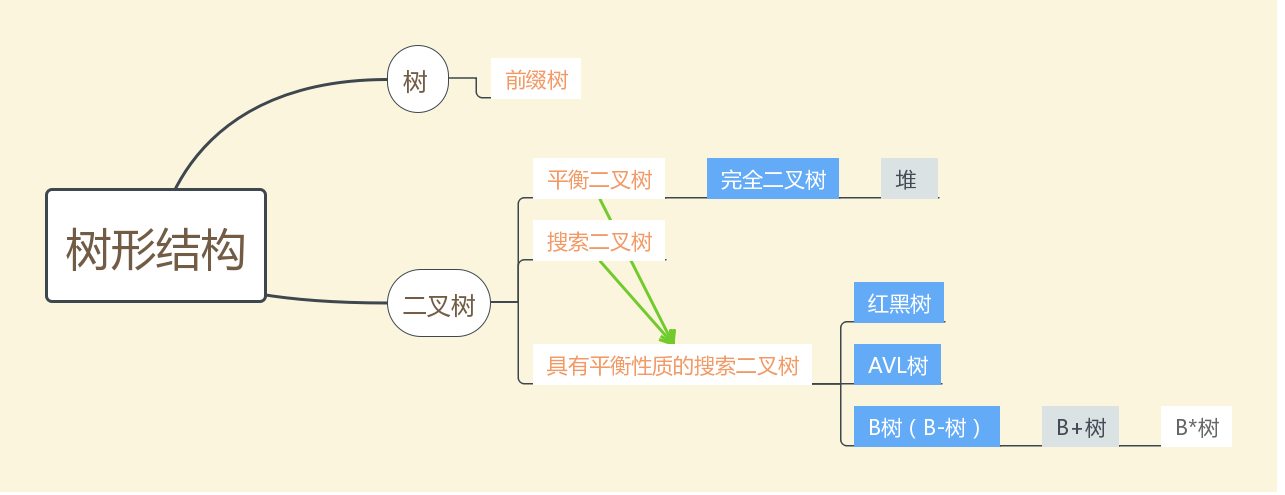 树形结构
树
前缀树
二叉树
平衡二叉树
完全二叉树
堆
搜索二叉树
具有平衡性质的搜索二叉树
红黑树
AVL树
B树（B-树）
B+树
B*树